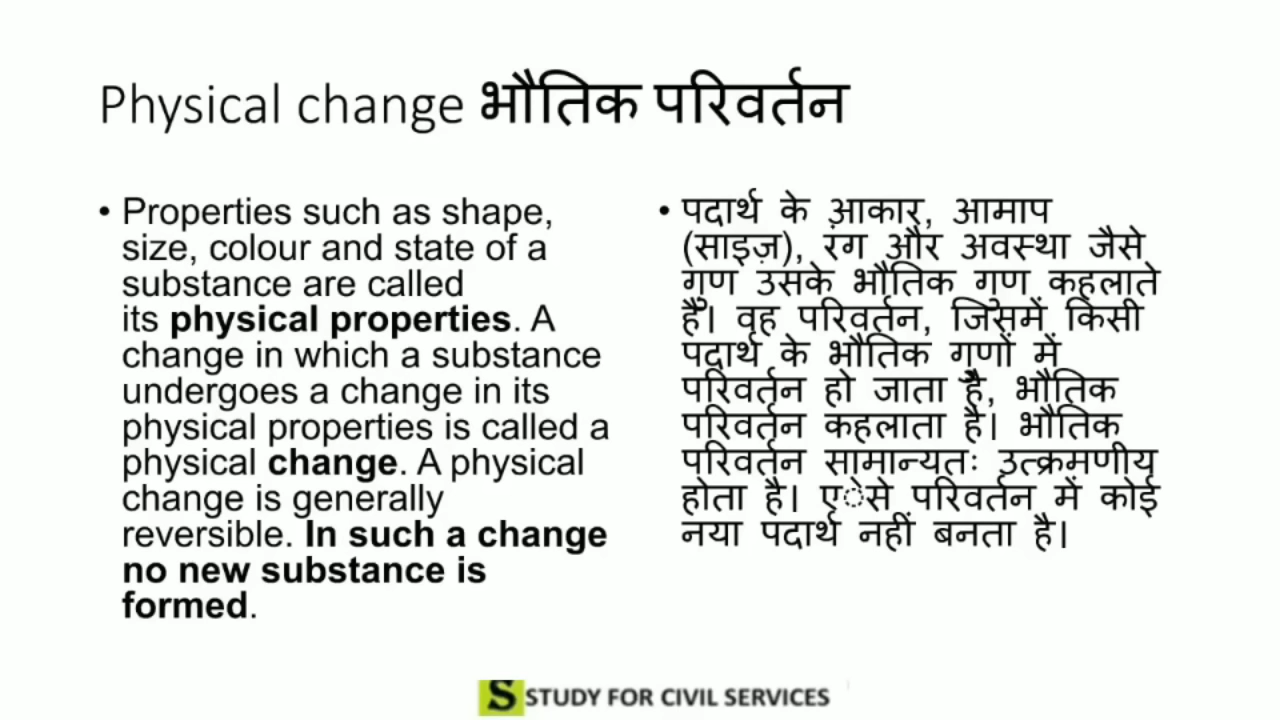 Physical change भौतिक परिवर्तन
• Properties such as shape,
size, colour and state of a
substance are called
its physical properties. A
change in which a substance
undergoes a change in its
physical properties is called a
physical change. A physical
change is generally
reversible. In such a change
no new substance is
formed.
• पदार्थ के आकार, आमाप
(साइज़), रंग और अवस्था जैसे
गुण उसके भौतिक गुण कहलाते
हैं। वह परिवर्तन, जिसमें किसी
पदार्थ के भौतिक गुणों में
परिवर्तन हो जाता है, भौतिक
परिवर्तन कहलाता है। भौतिक
परिवर्तन सामान्यतः उत्क्रमणीय
होता है। एेसे परिवर्तन में कोई
नया पदार्थ नहीं बनता है।
S STUDY FOR CIVIL SERVICES